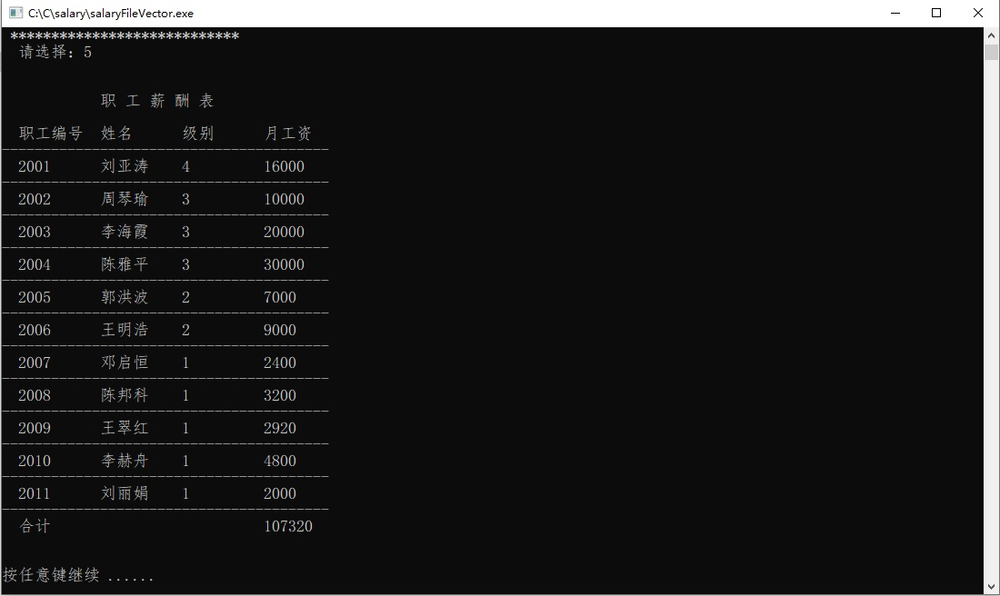 C:\C\salary\salaryFileVector.exe
****************************
请选择：5
职 工 薪 酬 表
职工编号 姓名 级别 月工资
2001 刘亚涛 4 16000
2002 周琴瑜 3 10000
2003 李海霞 3 20000
2004 陈雅平 3 30000
2005 郭洪波 2 7000
2006 王明浩 2 9000
2007 邓启恒 1 2400
2008 陈邦科 1 3200
2009 王翠红 1 2920
2010 李赫舟 1 4800
2011 刘丽娟 1 2000
合计 107320
按任意键继续 ......